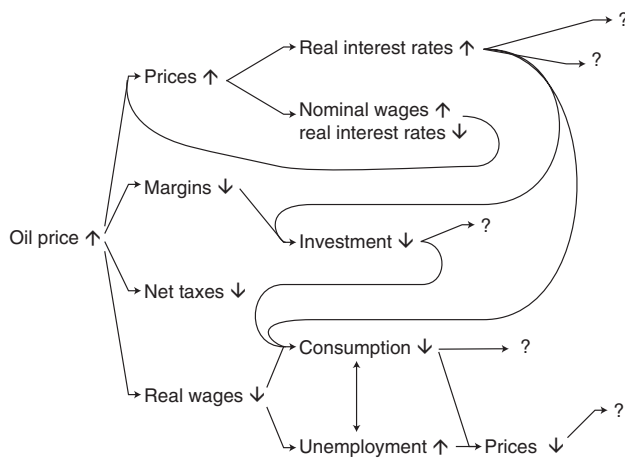 ?
Real interest rates ↑
?
Prices ↑
Nominal wages ↑
real interest rates ↓
Margins ↓
?
Oil price ↑
Investment ↓
Net taxes ↓
Consumption ↓
?
Real wages ↓
?
Unemployment ↑
Prices ↓